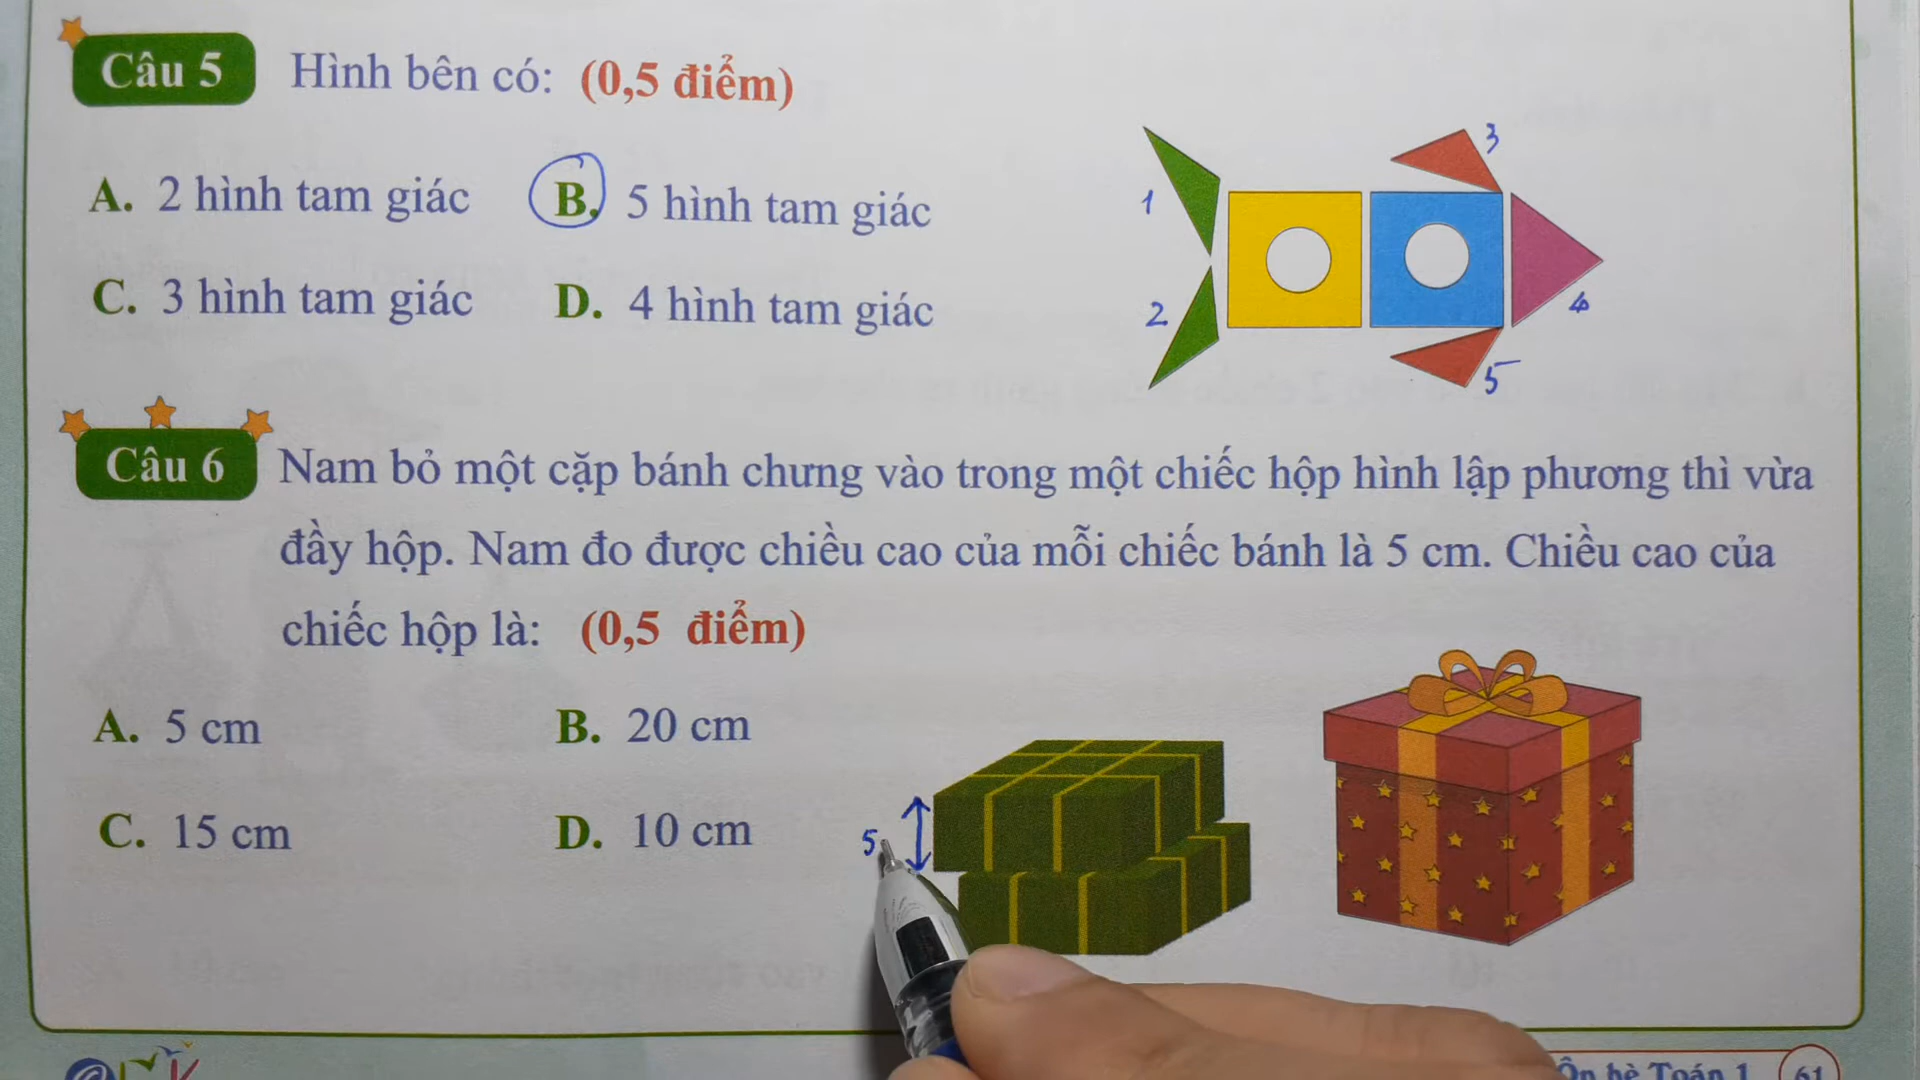 Câu 5 Hình bên có: (0,5 điểm)
A. 2 hình tam giác B. 5 hình tam giác
C. 3 hình tam giác D. 4 hình tam giác
1
2
3
4
5
Câu 6 Nam bỏ một cặp bánh chưng vào trong một chiếc hộp hình lập phương thì vừa
đầy hộp. Nam đo được chiều cao của mỗi chiếc bánh là 5 cm. Chiều cao của
chiếc hộp là: (0,5 điểm)
A. 5 cm B. 20 cm
C. 15 cm D. 10 cm
5
Ôn hè Toán 1 61